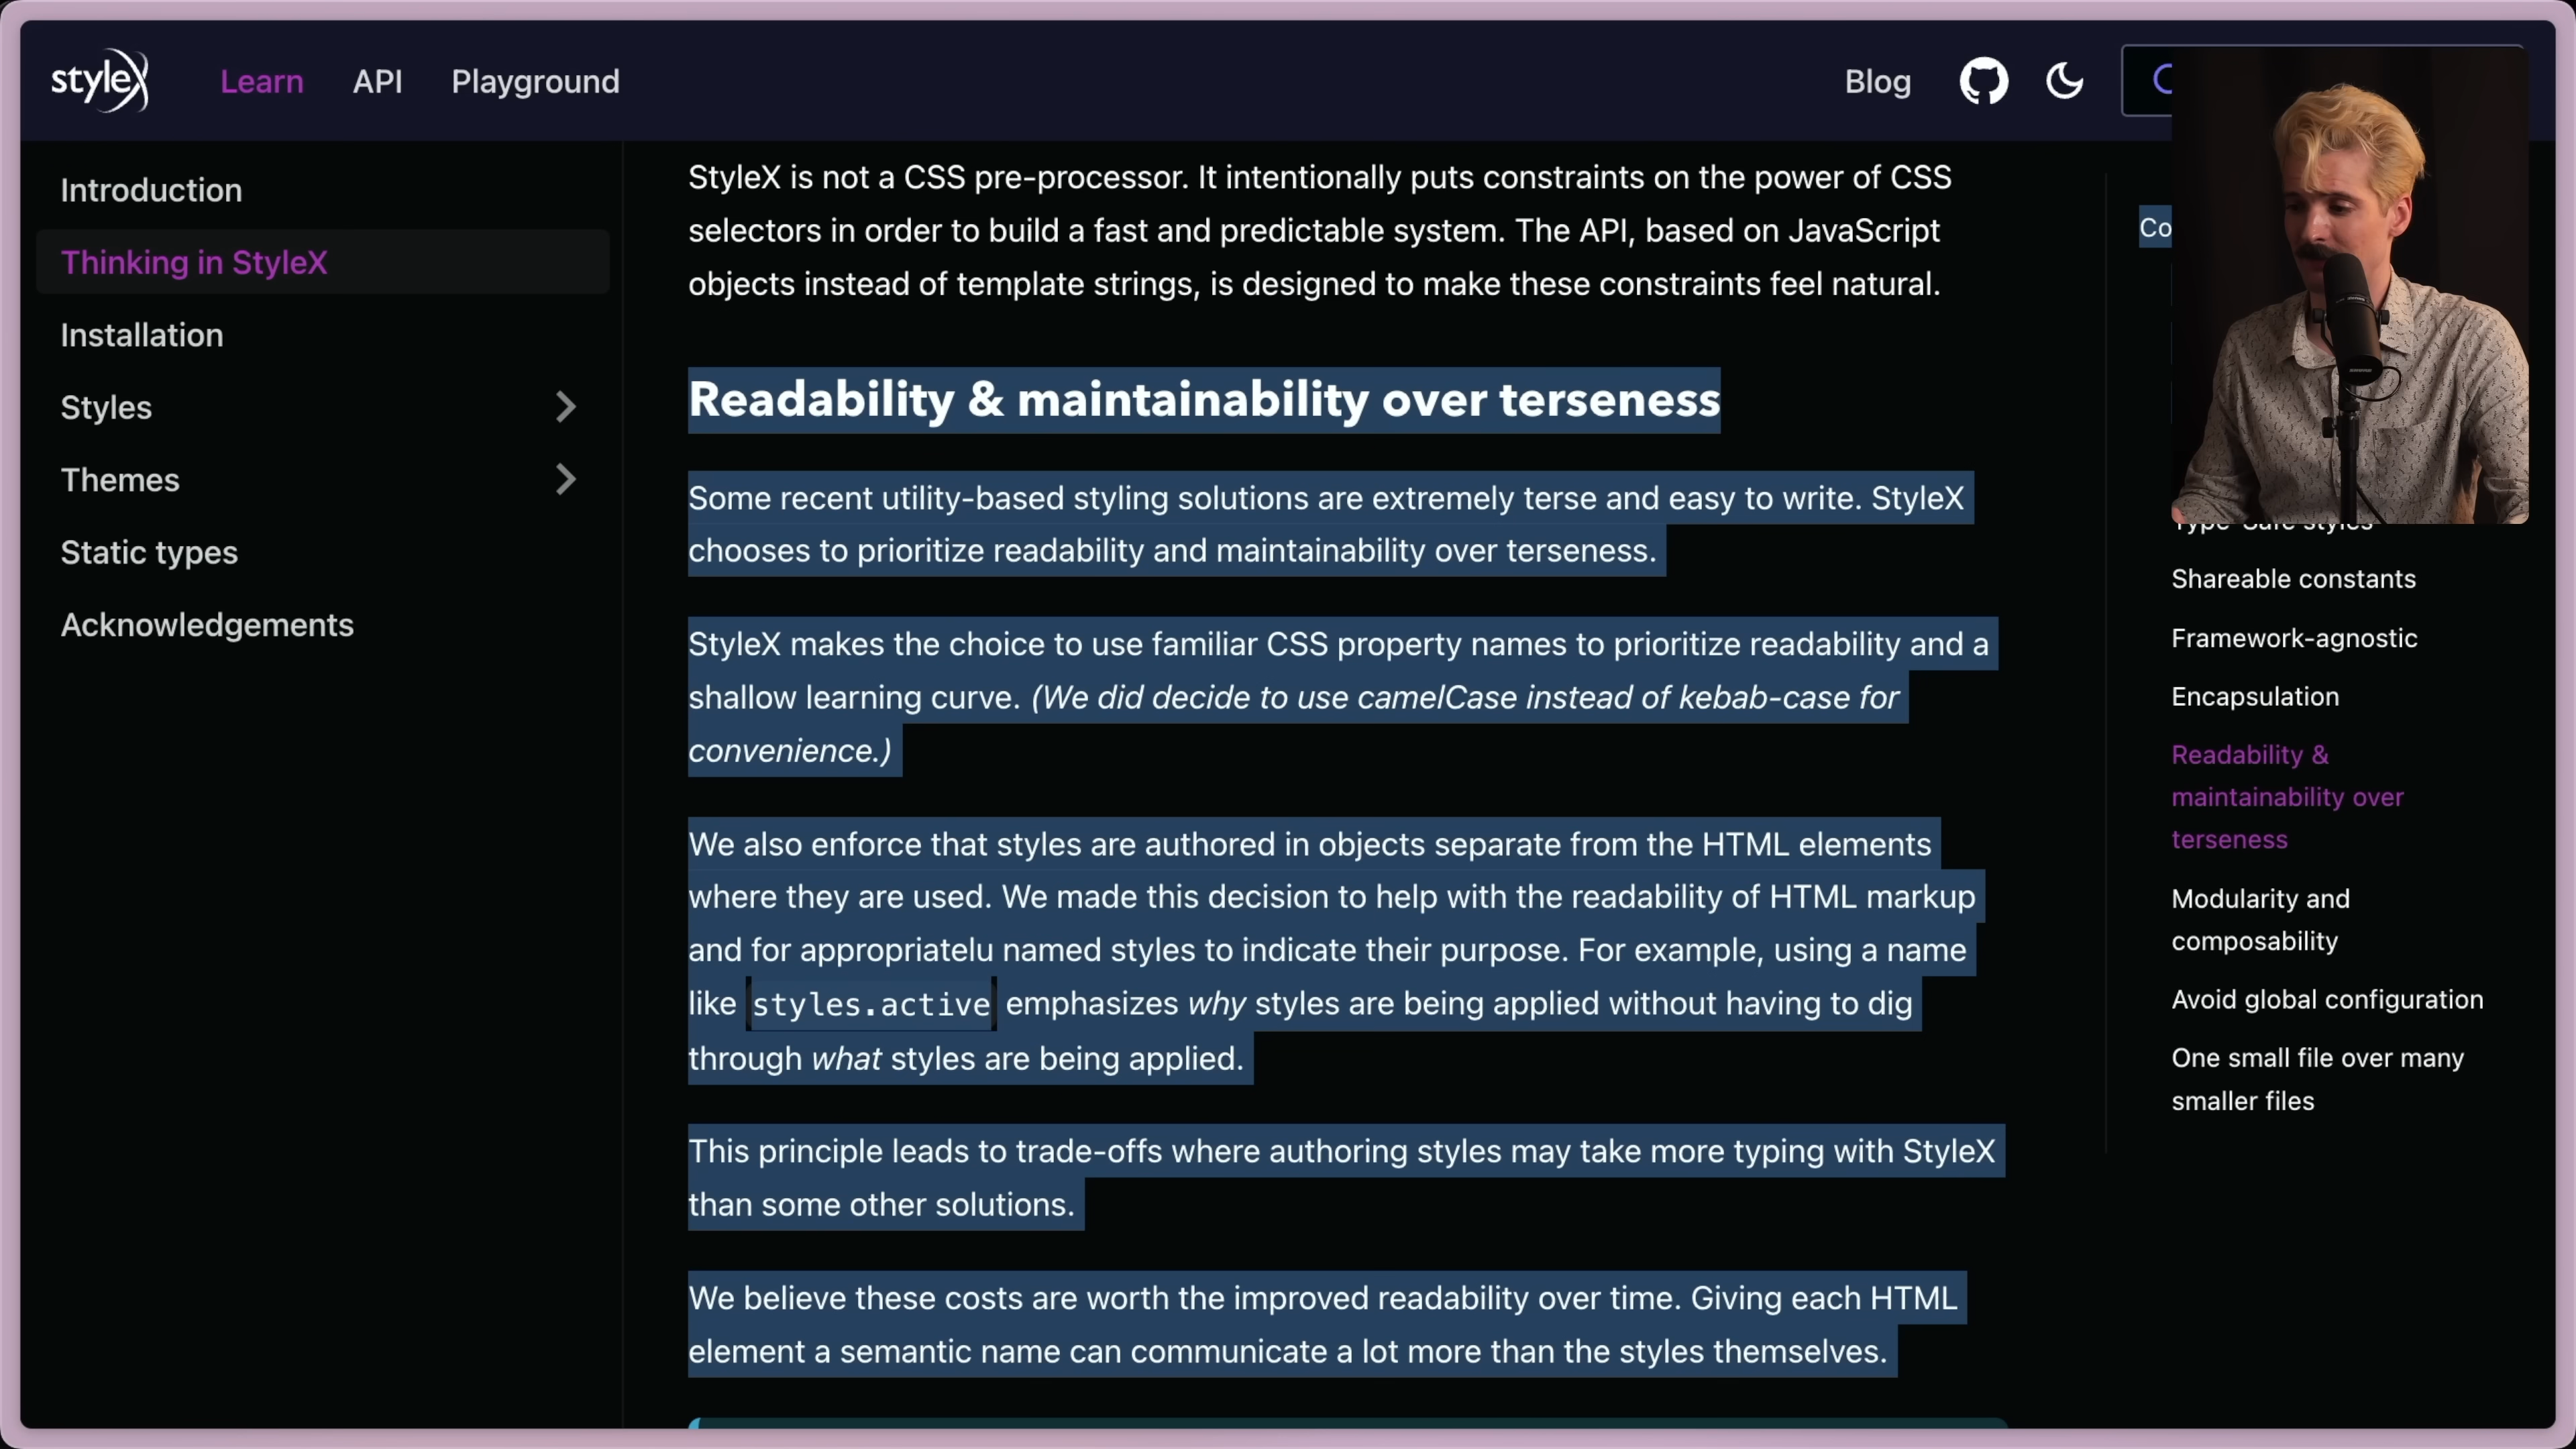 styleX
Learn
API
Playground
Blog
Introduction
Thinking in StyleX
Installation
Styles
Themes
Static types
Acknowledgements
StyleX is not a CSS pre-processor. It intentionally puts constraints on the power of CSS
selectors in order to build a fast and predictable system. The API, based on JavaScript
objects instead of template strings, is designed to make these constraints feel natural.
Readability & maintainability over terseness
Some recent utility-based styling solutions are extremely terse and easy to write. StyleX
chooses to prioritize readability and maintainability over terseness.
StyleX makes the choice to use familiar CSS property names to prioritize readability and a
shallow learning curve. (We did decide to use camelCase instead of kebab-case for
convenience.)
We also enforce that styles are authored in objects separate from the HTML elements
where they are used. We made this decision to help with the readability of HTML markup
and for appropriatelu named styles to indicate their purpose. For example, using a name
like styles.active emphasizes why styles are being applied without having to dig
through what styles are being applied.
This principle leads to trade-offs where authoring styles may take more typing with StyleX
than some other solutions.
We believe these costs are worth the improved readability over time. Giving each HTML
element a semantic name can communicate a lot more than the styles themselves.
Co
Type-Safe styles
Shareable constants
Framework-agnostic
Encapsulation
Readability &
maintainability over
terseness
Modularity and
composability
Avoid global configuration
One small file over many
smaller files